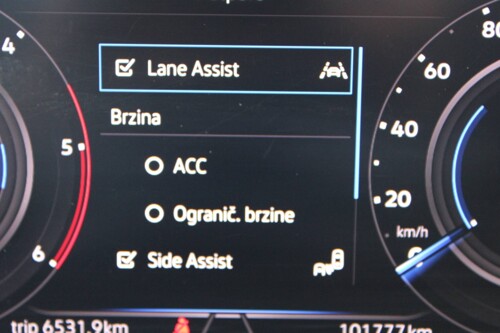 4
80
Lane Assist
60
Brzina
40
5
ACC
20
Ogranič. brzine
km/h
6
Side Assist
trip 6531.9km
101777 km